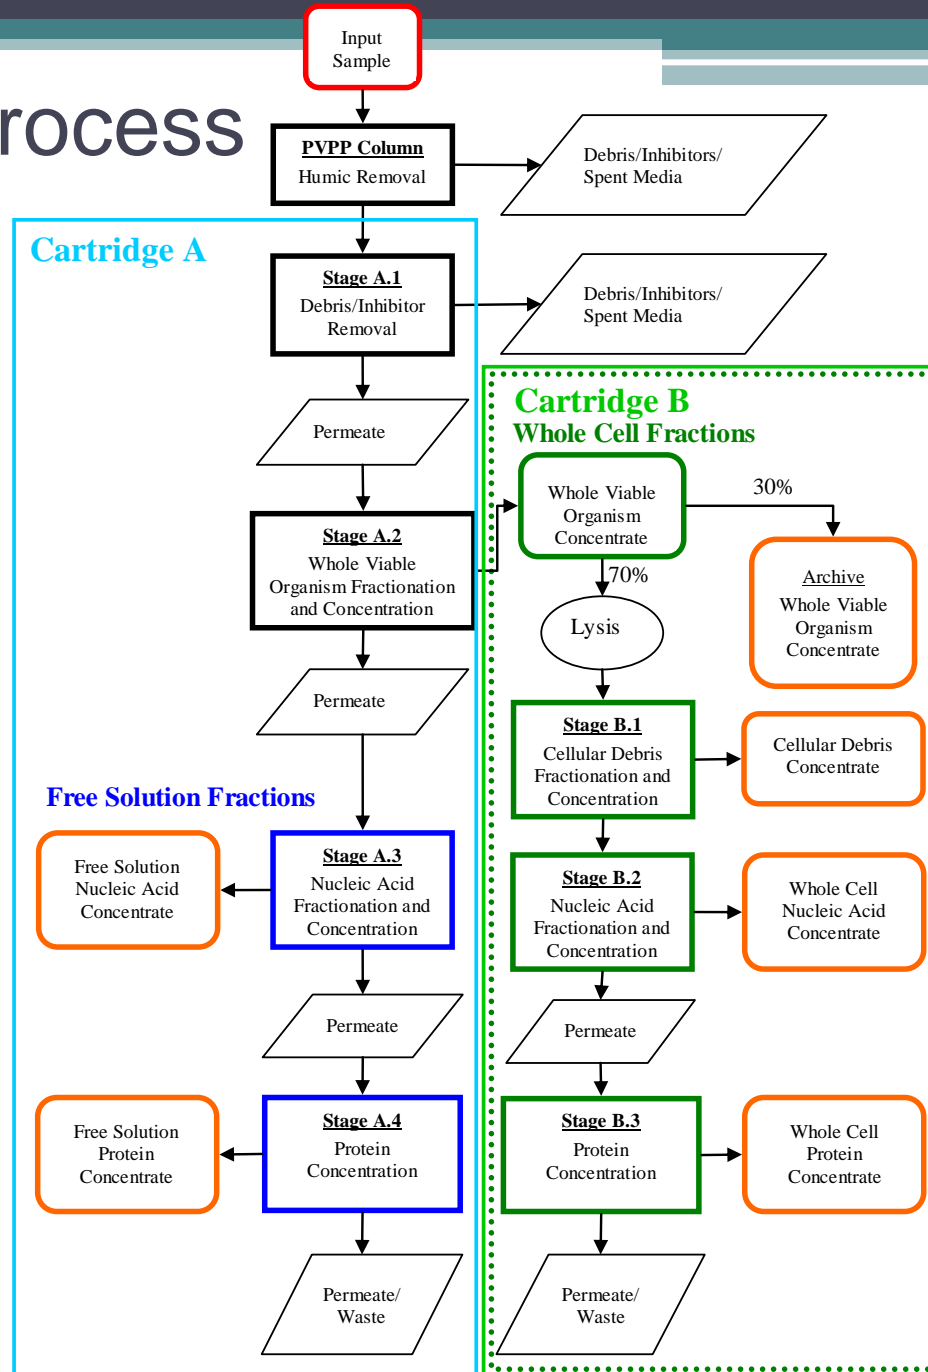 Input
Sample
rocess
PVPP Column
Humic Removal
Debris/Inhibitors/
Spent Media
Cartridge A
Stage A.1
Debris/Inhibitor
Removal
Debris/Inhibitors/
Spent Media
Permeate
Stage A.2
Whole Viable
Organism Fractionation
and Concentration
Permeate
Free Solution Fractions
Stage A.3
Nucleic Acid
Fractionation and
Concentration
Free Solution
Nucleic Acid
Concentrate
Permeate
Stage A.4
Protein
Concentration
Free Solution
Protein
Concentrate
Permeate/
Waste
Cartridge B
Whole Cell Fractions
Whole Viable
Organism
Concentrate
30%
Archive
Whole Viable
Organism
Concentrate
70%
Lysis
Stage B.1
Cellular Debris
Fractionation and
Concentration
Cellular Debris
Concentrate
Stage B.2
Nucleic Acid
Fractionation and
Concentration
Whole Cell
Nucleic Acid
Concentrate
Permeate
Stage B.3
Protein
Concentration
Whole Cell
Protein
Concentrate
Permeate/
Waste